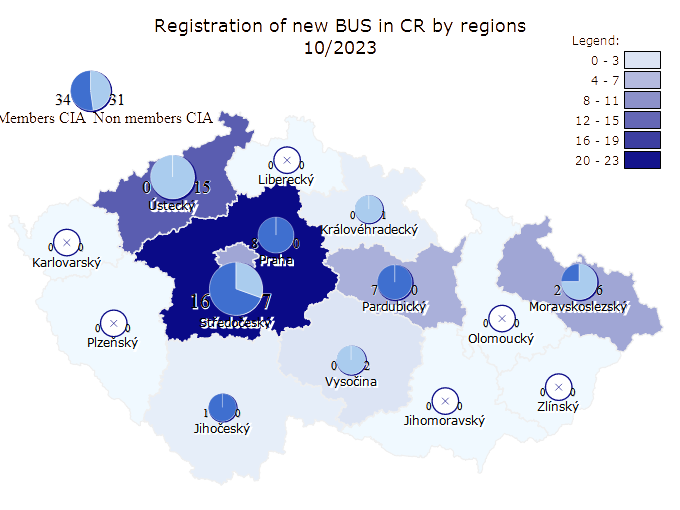 Registration of new BUS in CR by regions
10/2023
Legend:
0 - 3
4 - 7
8 - 11
12 - 15
16 - 19
20 - 23
34 31
Members CIA Non members CIA
0 15
Ústecký
0 0
Liberecký
0 1
Královéhradecký
0 0
Karlovarský
8 0
Praha
16 7
Středočeský
7 0
Pardubický
2 6
Moravskoslezský
0 0
Plzeňský
0 0
Olomoucký
0 2
Vysočina
1 0
Jihočeský
0 0
Jihomoravský
0 0
Zlínský